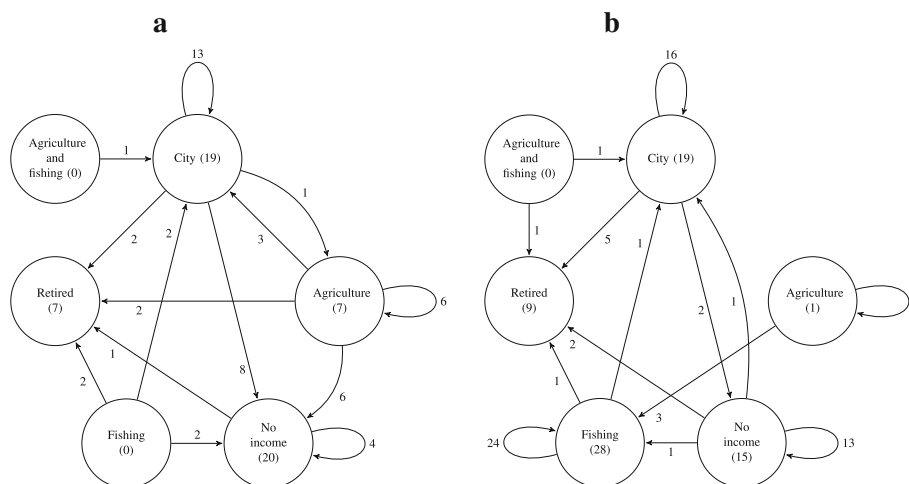 a
b
13
16
Agriculture
and
fishing (0)
1
City (19)
Agriculture
and
fishing (0)
1
City (19)
1
2
2
3
1
5
1
Retired
(7)
2
Agriculture
(7)
6
Retired
(9)
2
1
Agriculture
(1)
1
2
2
8
6
1
3
Fishing
(0)
2
No
income
(20)
4
24
Fishing
(28)
1
No
income
(15)
13